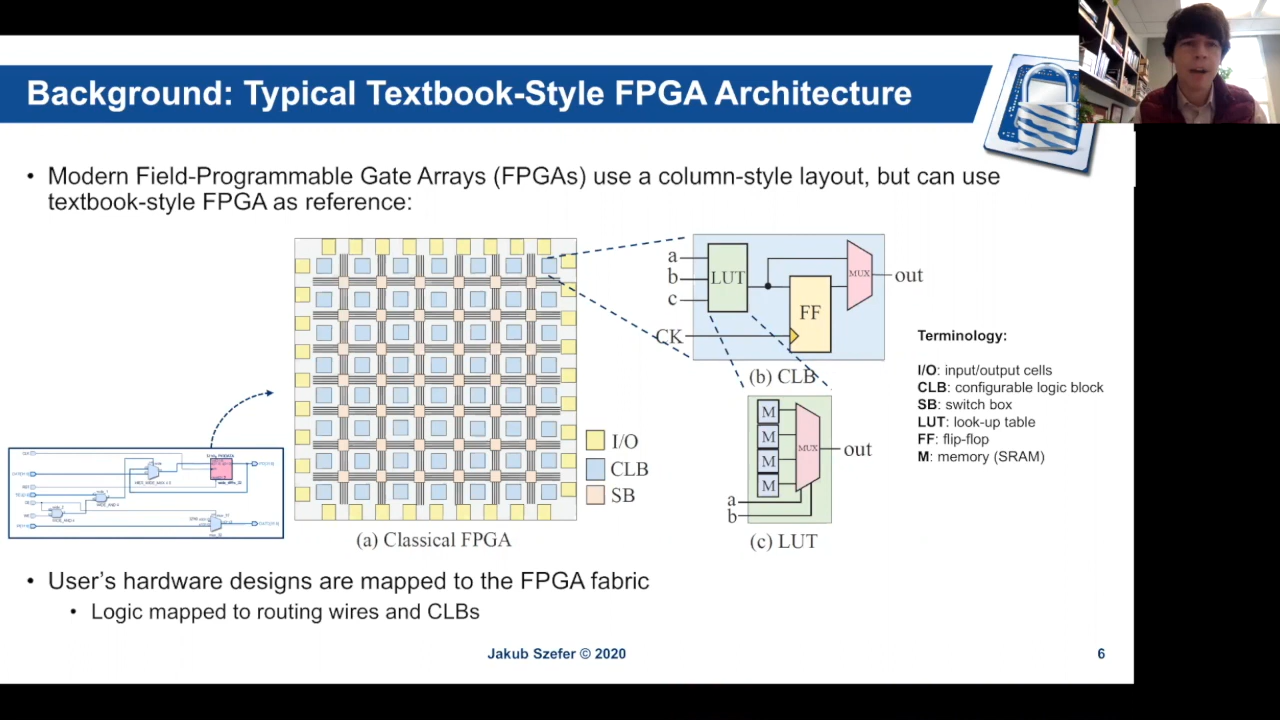 Background: Typical Textbook-Style FPGA Architecture
• Modern Field-Programmable Gate Arrays (FPGAs) use a column-style layout, but can use
textbook-style FPGA as reference:
I/O
CLB
SB
(a) Classical FPGA
a
b
c
CK
LUT
FF
MUX
out
(b) CLB
M
M
M
M
MUX
out
a
b
(c) LUT
Terminology:
I/O: input/output cells
CLB: configurable logic block
SB: switch box
LUT: look-up table
FF: flip-flop
M: memory (SRAM)
• User’s hardware designs are mapped to the FPGA fabric
• Logic mapped to routing wires and CLBs
Jakub Szefer © 2020
6